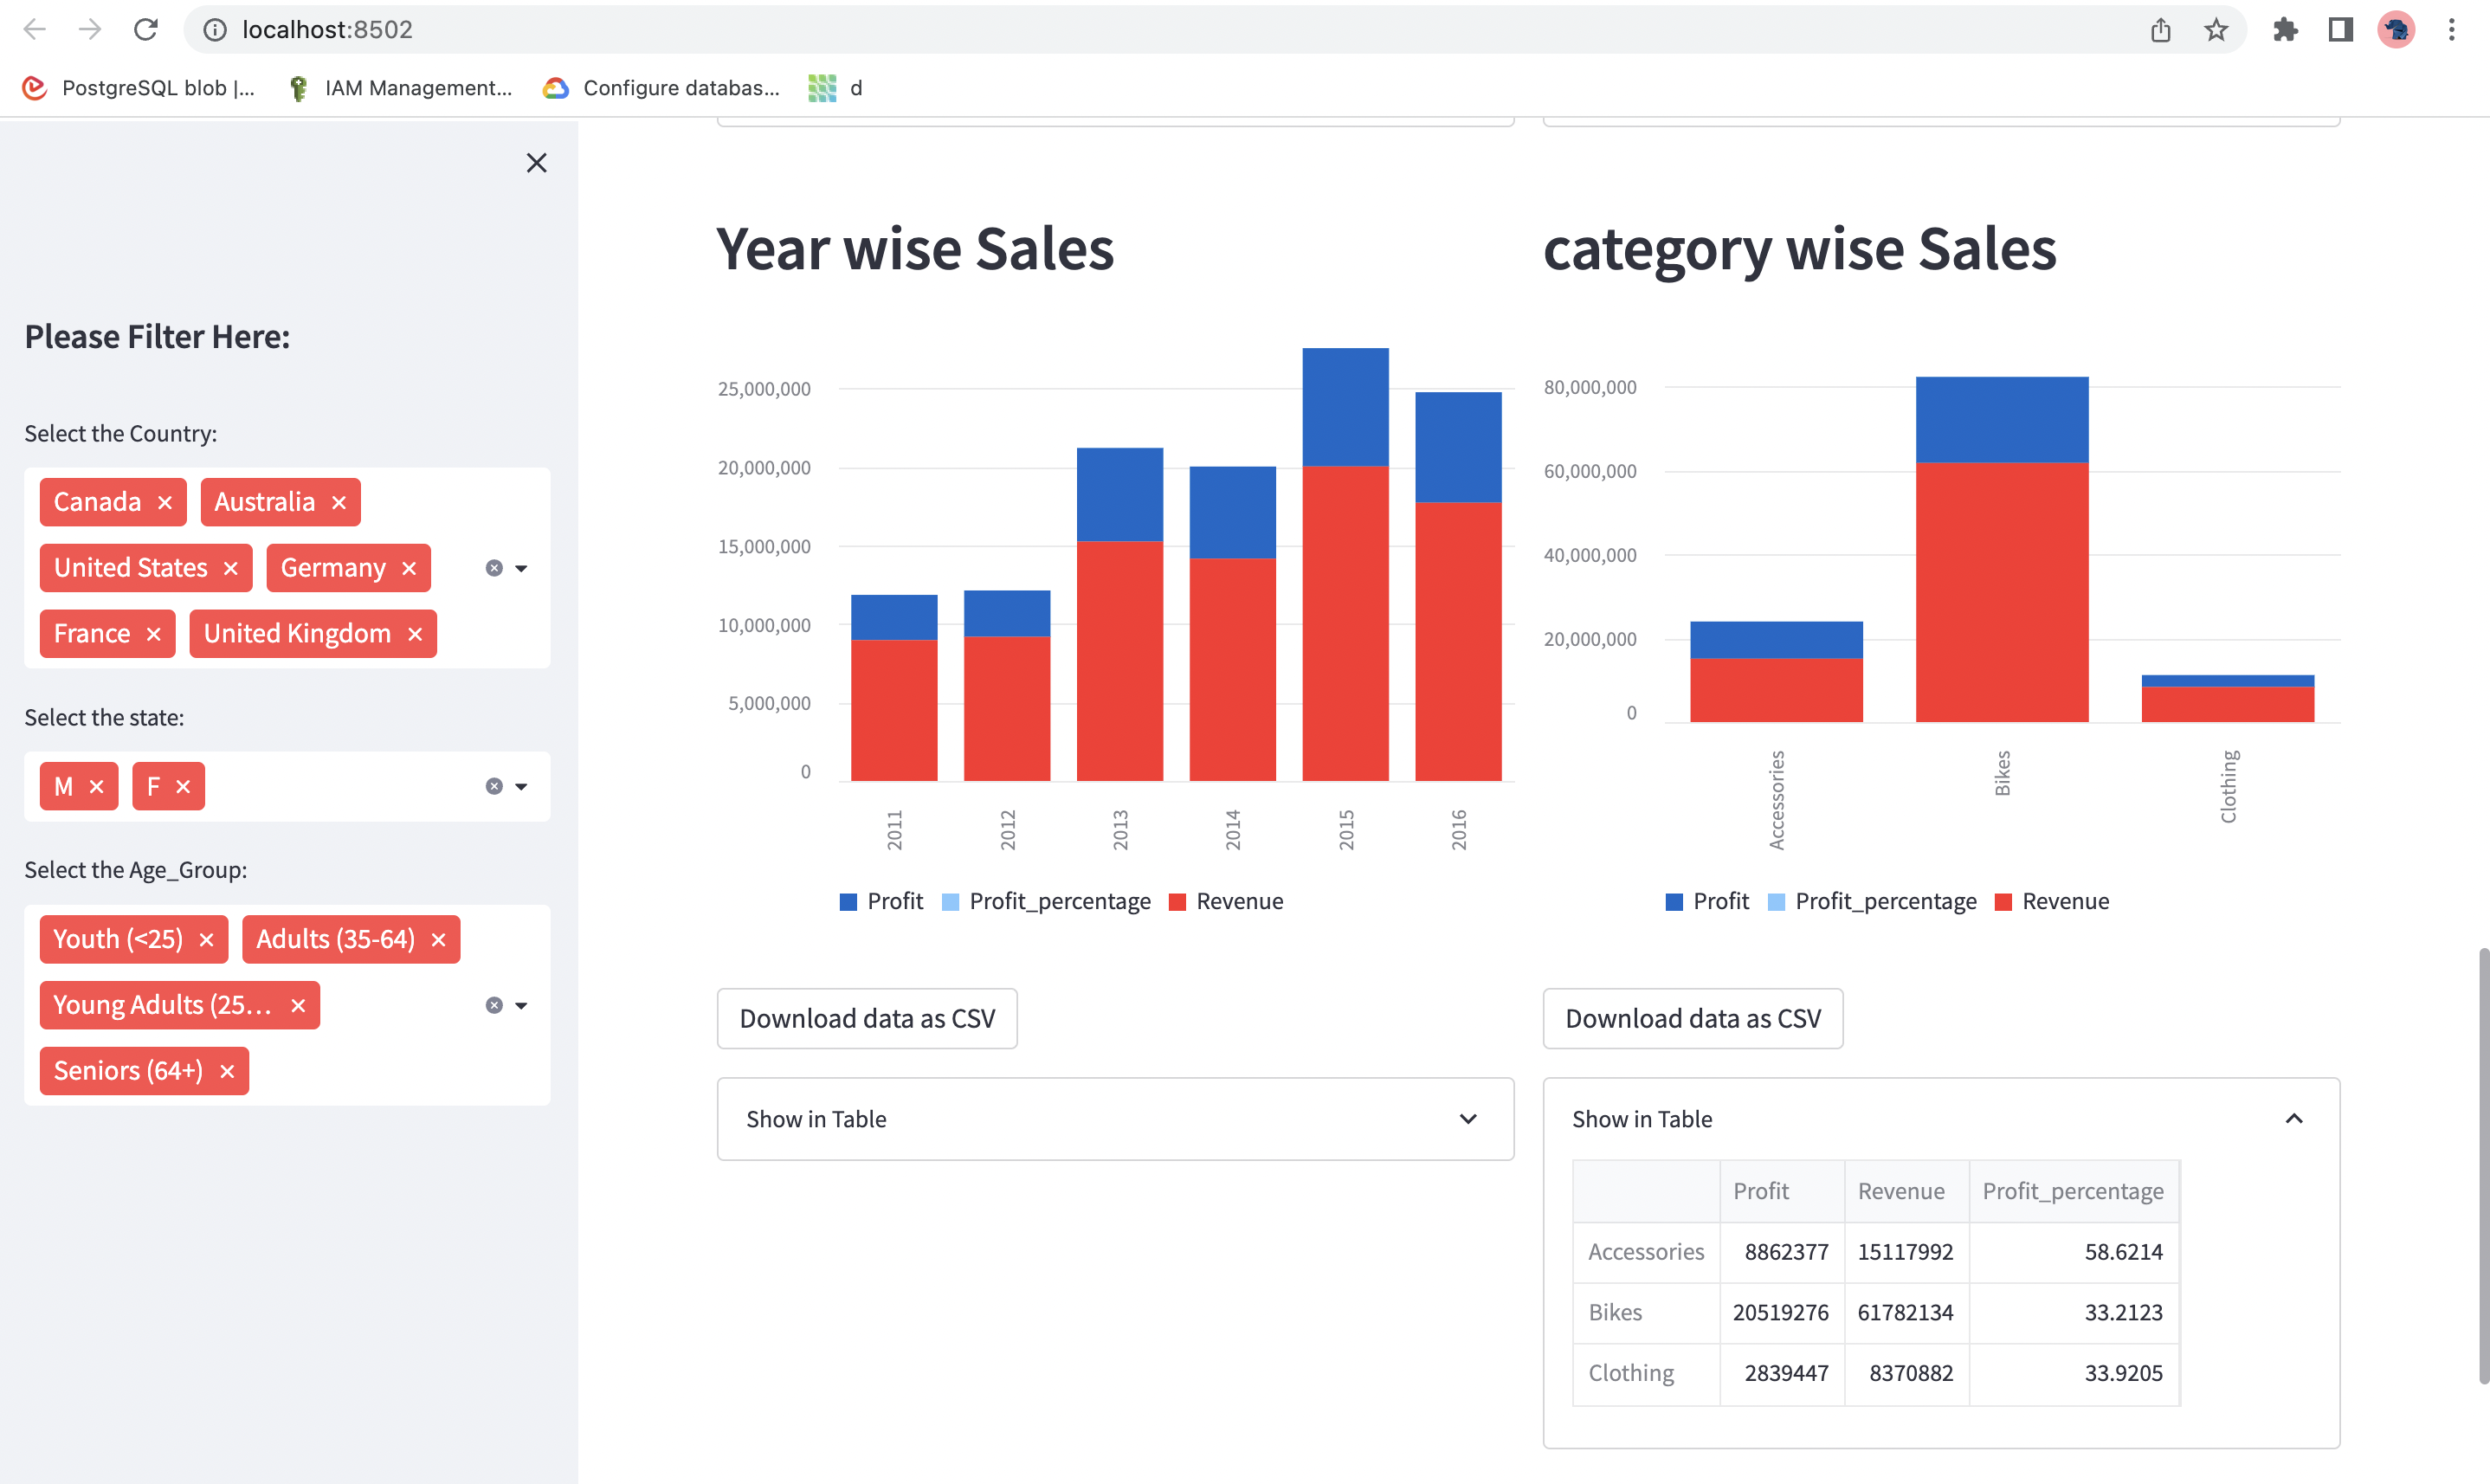 localhost:8502
PostgreSQL blob |... IAM Management... Configure databas... d
Please Filter Here:
Select the Country:
Canada Australia
United States Germany
France United Kingdom
Select the state:
M F
Select the Age_Group:
Youth (<25) Adults (35-64)
Young Adults (25...
Seniors (64+)
Year wise Sales
25,000,000
20,000,000
15,000,000
10,000,000
5,000,000
0
2011 2012 2013 2014 2015 2016
Profit Profit_percentage Revenue
Download data as CSV
Show in Table
category wise Sales
80,000,000
60,000,000
40,000,000
20,000,000
0
Accessories Bikes Clothing
Profit Profit_percentage Revenue
Download data as CSV
Show in Table
Profit Revenue Profit_percentage
Accessories 8862377 15117992 58.6214
Bikes 20519276 61782134 33.2123
Clothing 2839447 8370882 33.9205